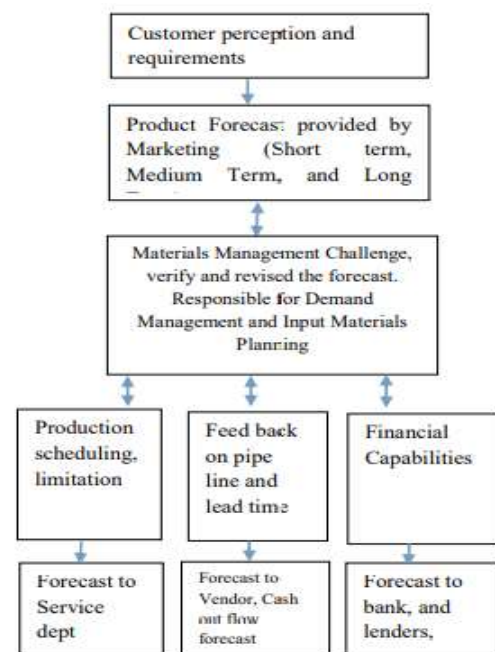 Customer perception and
requirements
Product Forecast provided by
Marketing (Short term,
Medium Term, and Long
Materials Management Challenge,
verify and revised the forecast.
Responsible for Demand
Management and Input Materials
Planning
Production
scheduling,
limitation
Feed back
on pipe
line and
lead time
Financial
Capabilities
Forecast to
Service
dept
Forecast to
Vendor, Cash
out flow
forecast
Forecast to
bank, and
lenders,